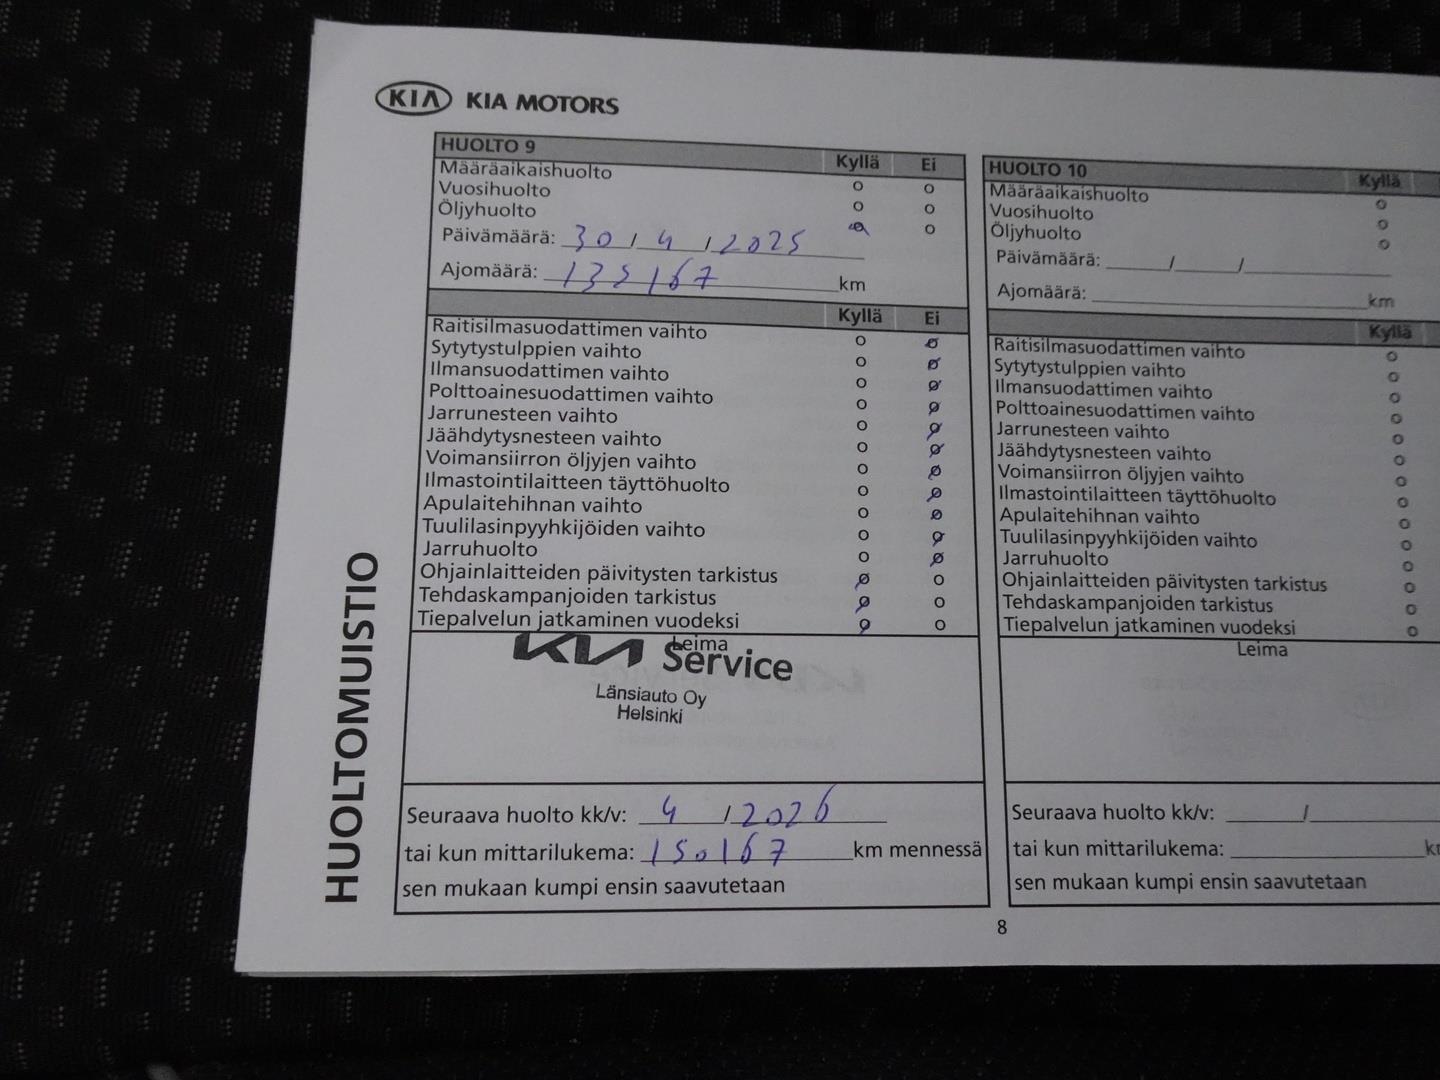 KIA KIA MOTORS
HUOLTO 9 Kyllä Ei
Määräaikaishuolto o o
Vuosihuolto o o
Öljyhuolto o o
Päivämäärä: 30 / 4 / 2025
Ajomäärä: 135167 km
Kyllä Ei
Raitisilmasuodattimen vaihto o o
Sytytystulppien vaihto o o
Ilmansuodattimen vaihto o o
Polttoainesuodattimen vaihto o o
Jarrunesteen vaihto o o
Jäähdytysnesteen vaihto o o
Voimansiirron öljyjen vaihto o o
Ilmastointilaitteen täyttöhuolto o o
Apulaitehihnan vaihto o o
Tuulilasinpyyhkijöiden vaihto o o
Jarruhuolto o o
Ohjainlaitteiden päivitysten tarkistus o o
Tehdaskampanjoiden tarkistus o o
Tiepalvelun jatkaminen vuodeksi o o
Leima
KIA Service
Länsiauto Oy
Helsinki
Seuraava huolto kk/v: 4 / 2026
tai kun mittarilukema: 150167 km mennessä
sen mukaan kumpi ensin saavutetaan
HUOLTO 10 Kyllä
Määräaikaishuolto o
Vuosihuolto o
Öljyhuolto o
Päivämäärä: / /
Ajomäärä: km
Kyllä
Raitisilmasuodattimen vaihto o
Sytytystulppien vaihto o
Ilmansuodattimen vaihto o
Polttoainesuodattimen vaihto o
Jarrunesteen vaihto o
Jäähdytysnesteen vaihto o
Voimansiirron öljyjen vaihto o
Ilmastointilaitteen täyttöhuolto o
Apulaitehihnan vaihto o
Tuulilasinpyyhkijöiden vaihto o
Jarruhuolto o
Ohjainlaitteiden päivitysten tarkistus o
Tehdaskampanjoiden tarkistus o
Tiepalvelun jatkaminen vuodeksi o
Leima
Seuraava huolto kk/v: /
tai kun mittarilukema:
sen mukaan kumpi ensin saavutetaan
HUOLTOMUISTIO
8